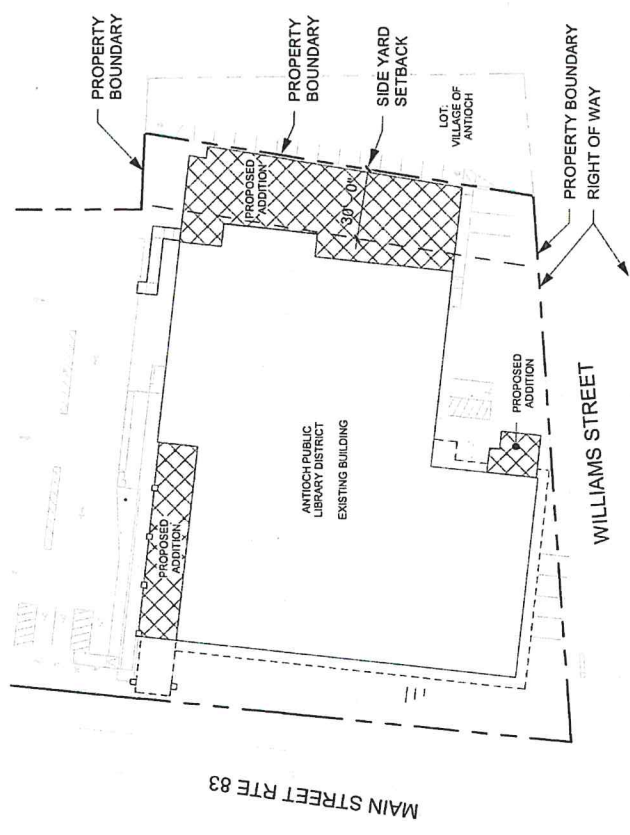 PROPERTY
BOUNDARY
PROPERTY
BOUNDARY
SIDE YARD
SETBACK
LOT:
VILLAGE OF
ANTIOCH
PROPOSED
ADDITION
30'-0"
PROPERTY BOUNDARY
RIGHT OF WAY
PROPOSED
ADDITION
ANTIOCH PUBLIC
LIBRARY DISTRICT
EXISTING BUILDING
PROPOSED
ADDITION
WILLIAMS STREET
MAIN STREET RTE 83